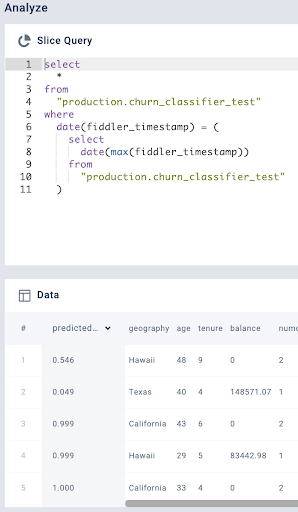 Analyze
Slice Query
1 select
2 *
3 from
4 "production.churn_classifier_test"
5 where
6 date(fiddler_timestamp) = (
7 select
8 date(max(fiddler_timestamp))
9 from
10 "production.churn_classifier_test"
11 )
Data
# predicted... geography age tenure balance numo
1 0.546 Hawaii 48 9 0 2
2 0.049 Texas 40 4 148571.07 1
3 0.999 California 43 6 0 2
4 0.999 Hawaii 29 5 83442.98 1
5 1.000 California 33 4 0 2